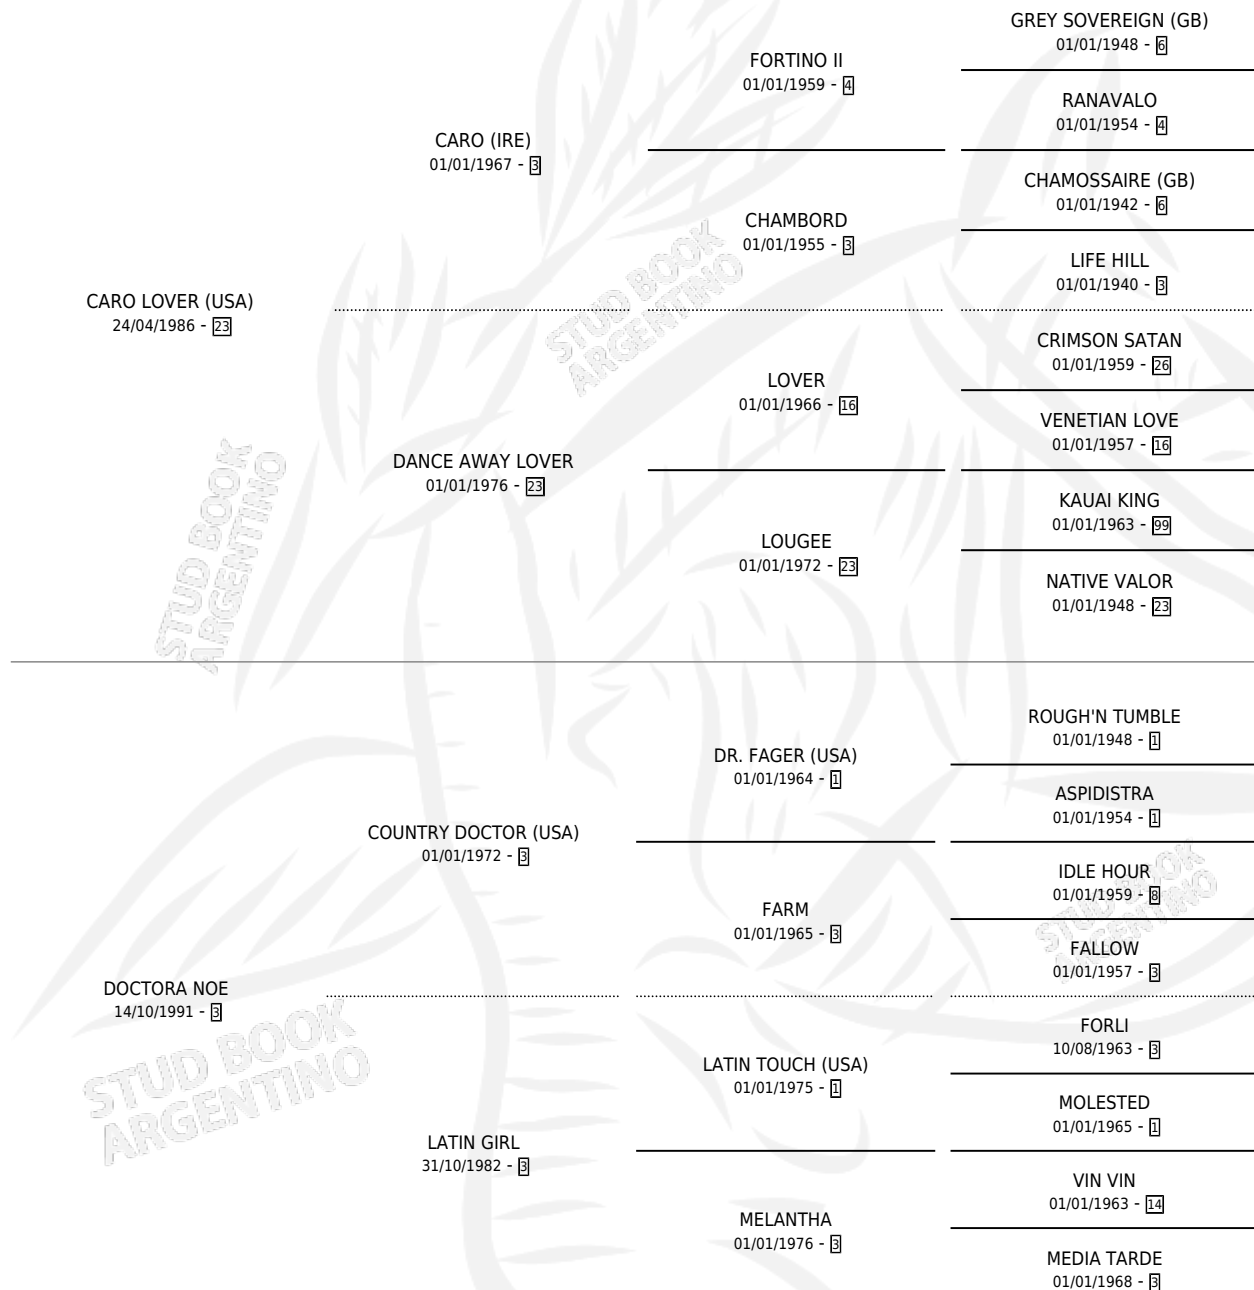 GREY SOVEREIGN (GB)
01/01/1948 - 6
FORTINO II
01/01/1959 - 4
RANAVALO
01/01/1954 - 4
CARO (IRE)
01/01/1967 - 3
CHAMOSSAIRE (GB)
01/01/1942 - 6
CHAMBORD
01/01/1955 - 3
LIFE HILL
01/01/1940 - 3
CARO LOVER (USA)
24/04/1986 - 23
STUD BOOK
ARGENTINO
CRIMSON SATAN
01/01/1959 - 26
LOVER
01/01/1966 - 16
VENETIAN LOVE
01/01/1957 - 16
DANCE AWAY LOVER
01/01/1976 - 23
KAUAI KING
01/01/1963 - 99
LOUGEE
01/01/1972 - 23
NATIVE VALOR
01/01/1948 - 23
STUD BOOK
ARGENTINO
ROUGH'N TUMBLE
01/01/1948 - 1
DR. FAGER (USA)
01/01/1964 - 1
ASPIDISTRA
01/01/1954 - 1
COUNTRY DOCTOR (USA)
01/01/1972 - 3
IDLE HOUR
01/01/1959 - 8
FARM
01/01/1965 - 3
FALLOW
01/01/1957 - 3
STUD BOOK
ARGENTINO
DOCTORA NOE
14/10/1991 - 3
FORLI
10/08/1963 - 3
LATIN TOUCH (USA)
01/01/1975 - 1
MOLESTED
01/01/1965 - 1
STUD BOOK
ARGENTINO
LATIN GIRL
31/10/1982 - 3
VIN VIN
01/01/1963 - 14
MELANTHA
01/01/1976 - 3
MEDIA TARDE
01/01/1968 - 3